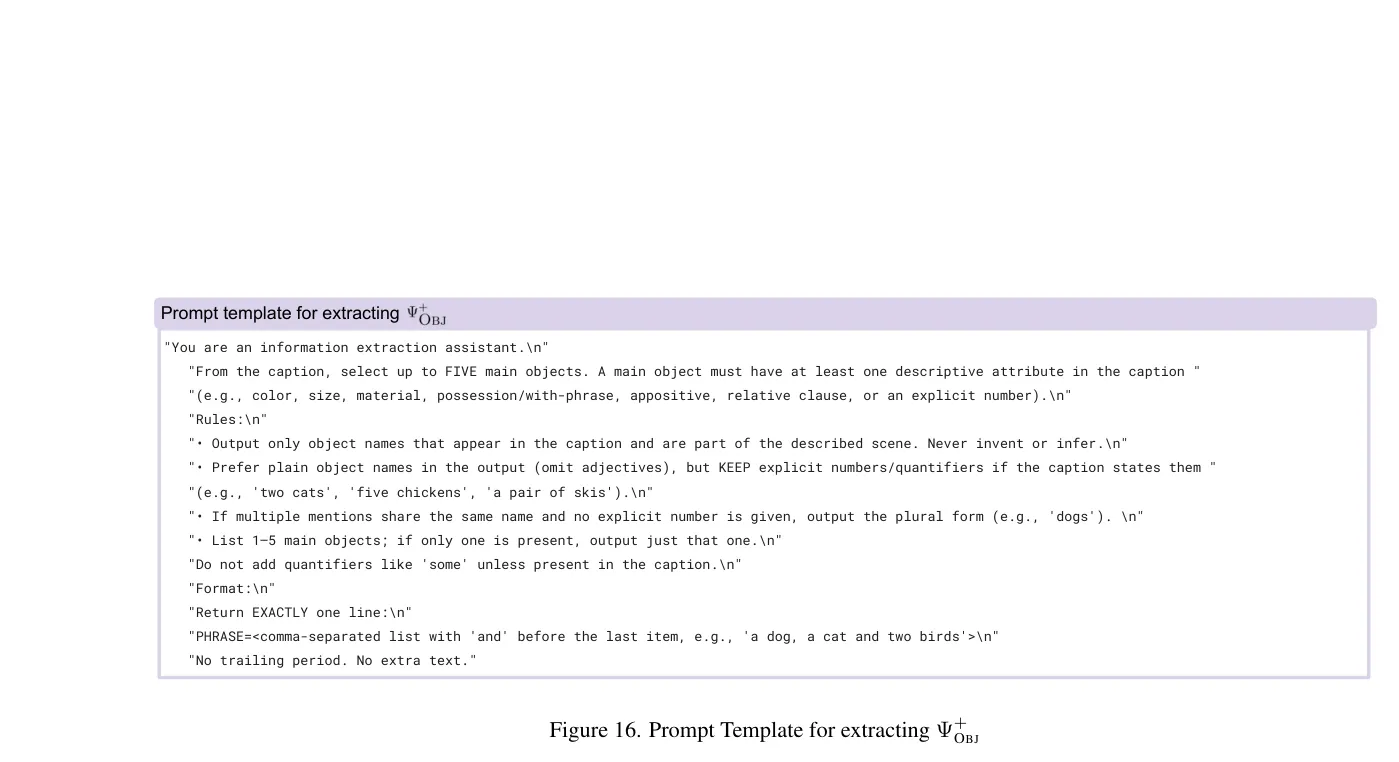 Prompt template for extracting Ψ⁺OBJ
"You are an information extraction assistant.\n"
"From the caption, select up to FIVE main objects. A main object must have at least one descriptive attribute in the caption "
"(e.g., color, size, material, possession/with-phrase, appositive, relative clause, or an explicit number).\n"
"Rules:\n"
"• Output only object names that appear in the caption and are part of the described scene. Never invent or infer.\n"
"• Prefer plain object names in the output (omit adjectives), but KEEP explicit numbers/quantifiers if the caption states them "
"(e.g., 'two cats', 'five chickens', 'a pair of skis').\n"
"• If multiple mentions share the same name and no explicit number is given, output the plural form (e.g., 'dogs'). \n"
"• List 1–5 main objects; if only one is present, output just that one.\n"
"Do not add quantifiers like 'some' unless present in the caption.\n"
"Format:\n"
"Return EXACTLY one line:\n"
"PHRASE=<comma-separated list with 'and' before the last item, e.g., 'a dog, a cat and two birds'>\n"
"No trailing period. No extra text."
Figure 16. Prompt Template for extracting Ψ⁺OBJ